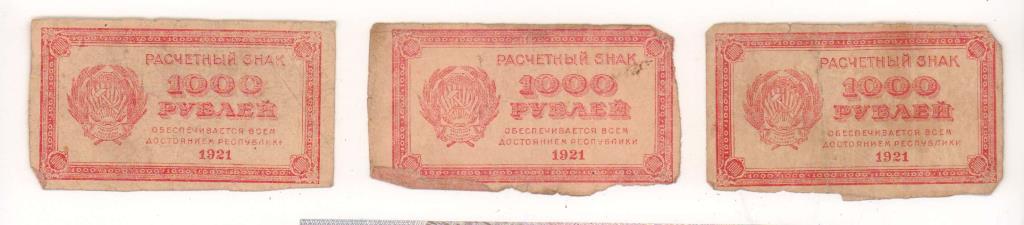 РАСЧЕТНЫЙ ЗНАК
1000
РУБЛЕЙ
ОБЕСПЕЧИВАЕТСЯ ВСЕМ
ДОСТОЯНИЕМ РЕСПУБЛИКИ
1921
РАСЧЕТНЫЙ ЗНАК
1000
РУБЛЕЙ
ОБЕСПЕЧИВАЕТСЯ ВСЕМ
ДОСТОЯНИЕМ РЕСПУБЛИКИ
1921
РАСЧЕТНЫЙ ЗНАК
1000
РУБЛЕЙ
ОБЕСПЕЧИВАЕТСЯ ВСЕМ
ДОСТОЯНИЕМ РЕСПУБЛИКИ
1921